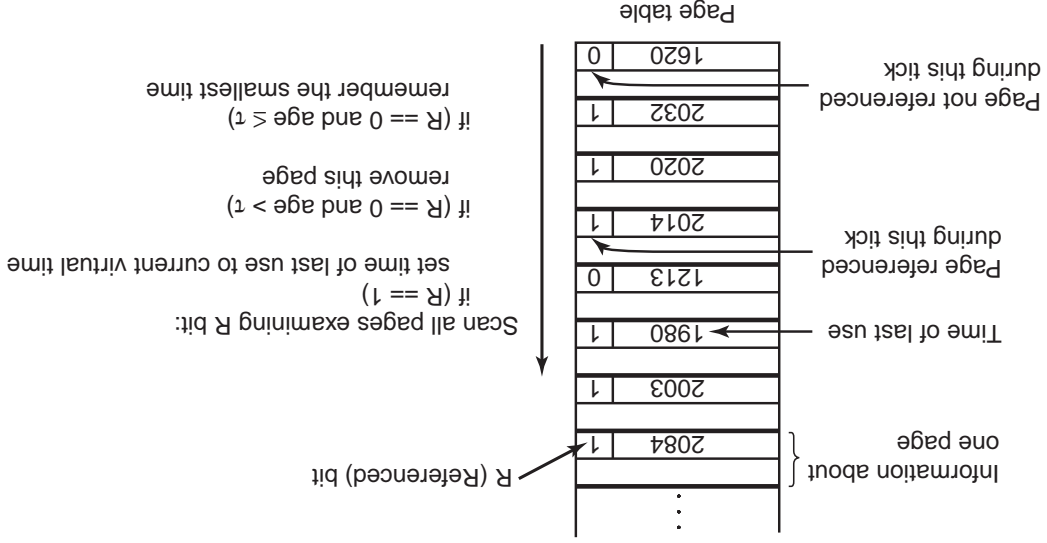 Information about
one page
2084 1
R (Referenced) bit
2003 1
Time of last use
1980 1
Scan all pages examining R bit:
if (R == 1)
set time of last use to current virtual time
1213 0
Page referenced
during this tick
2014 1
if (R == 0 and age > τ)
remove this page
2020 1
2032 1
if (R == 0 and age ≤ τ)
remember the smallest time
Page not referenced
during this tick
1620 0
Page table